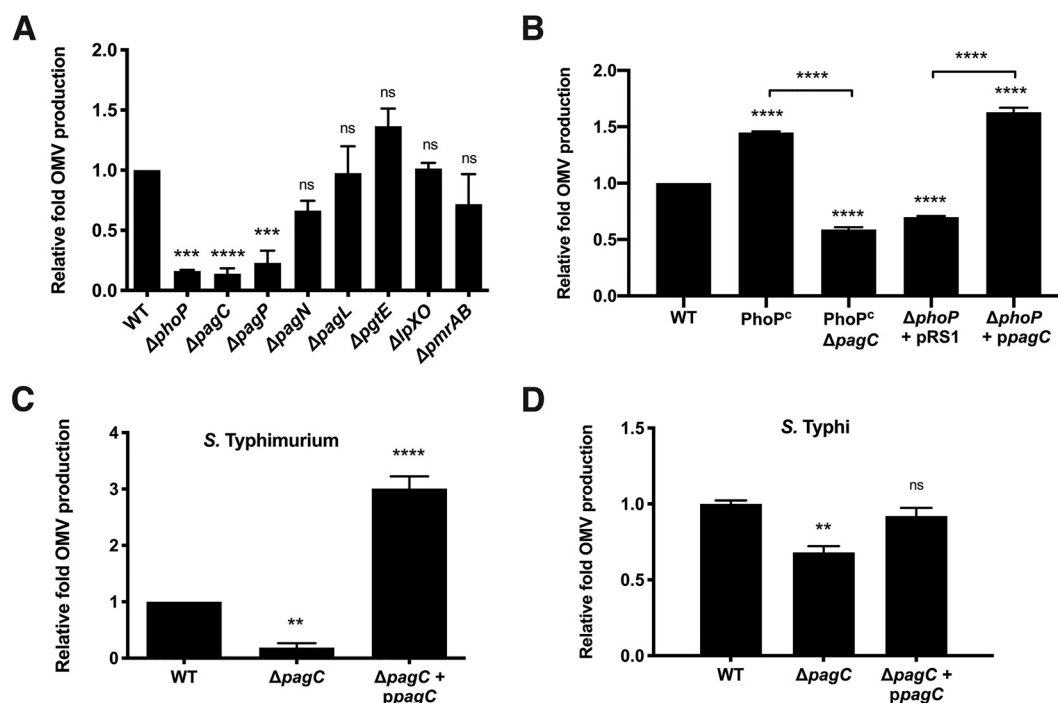 A
Relative fold OMV production
2.0
1.5
1.0
0.5
0.0
***
****
***
ns
ns
ns
ns
ns
WT
ΔphoP
ΔpagC
ΔpagP
ΔpagN
ΔpagL
ΔpgtE
ΔlpXO
ΔpmrAB
B
Relative fold OMV production
2.0
1.5
1.0
0.5
0.0
****
****
****
****
****
****
WT
PhoPc
PhoPc
ΔpagC
ΔphoP
+ pRS1
ΔphoP
+ ppagC
C
S. Typhimurium
Relative fold OMV production
4
3
2
1
0
**
****
WT
ΔpagC
ΔpagC +
ppagC
D
S. Typhi
Relative fold OMV production
1.5
1.0
0.5
0.0
**
ns
WT
ΔpagC
ΔpagC +
ppagC